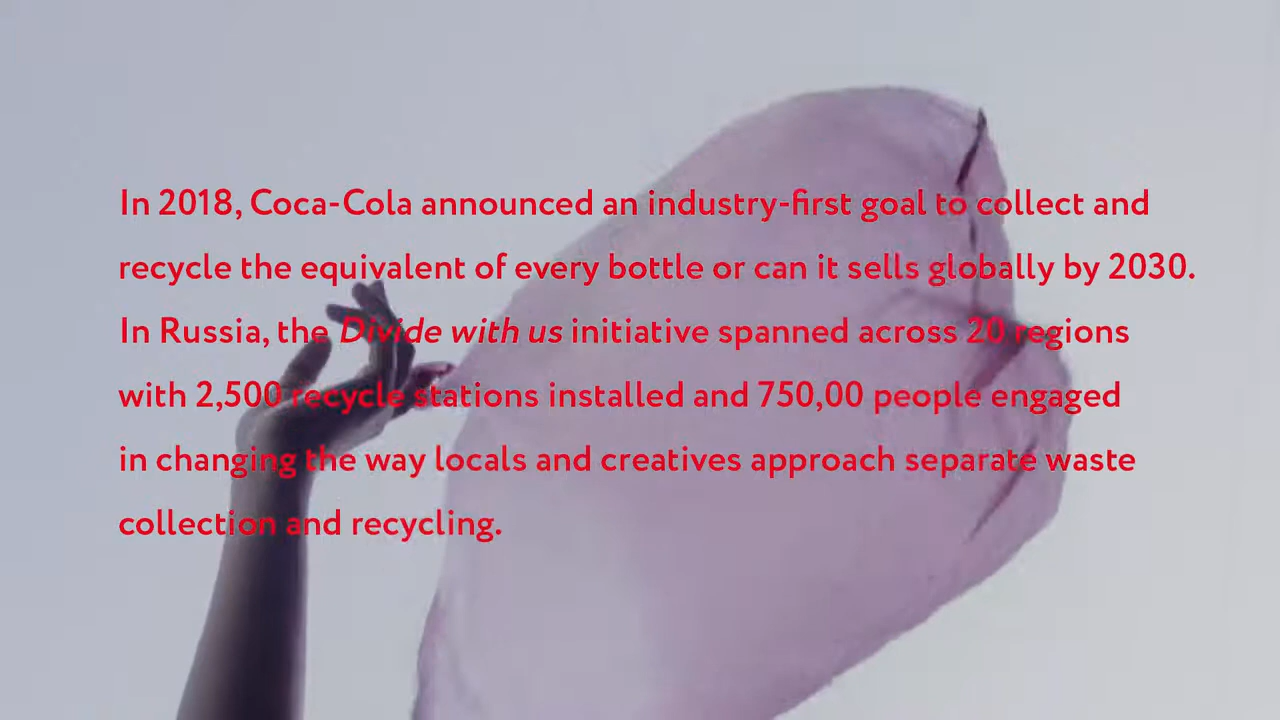 In 2018, Coca-Cola announced an industry-first goal to collect and
recycle the equivalent of every bottle or can it sells globally by 2030.
In Russia, the Divide with us initiative spanned across 20 regions
with 2,500 recycle stations installed and 750,00 people engaged
in changing the way locals and creatives approach separate waste
collection and recycling.